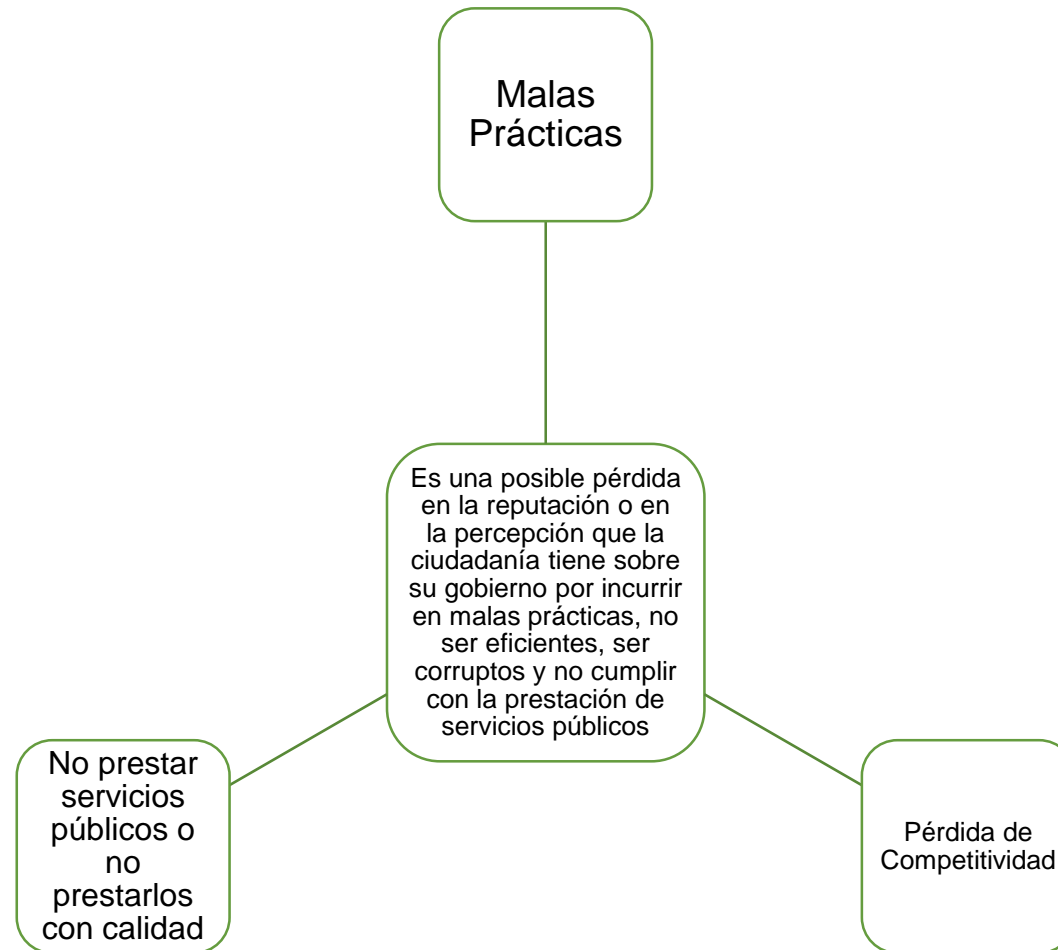 Malas
Prácticas
Es una posible pérdida
en la reputación o en
la percepción que la
ciudadanía tiene sobre
su gobierno por incurrir
en malas prácticas, no
ser eficientes, ser
corruptos y no cumplir
con la prestación de
servicios públicos
No prestar
servicios
públicos o
no
prestarlos
con calidad
Pérdida de
Competitividad